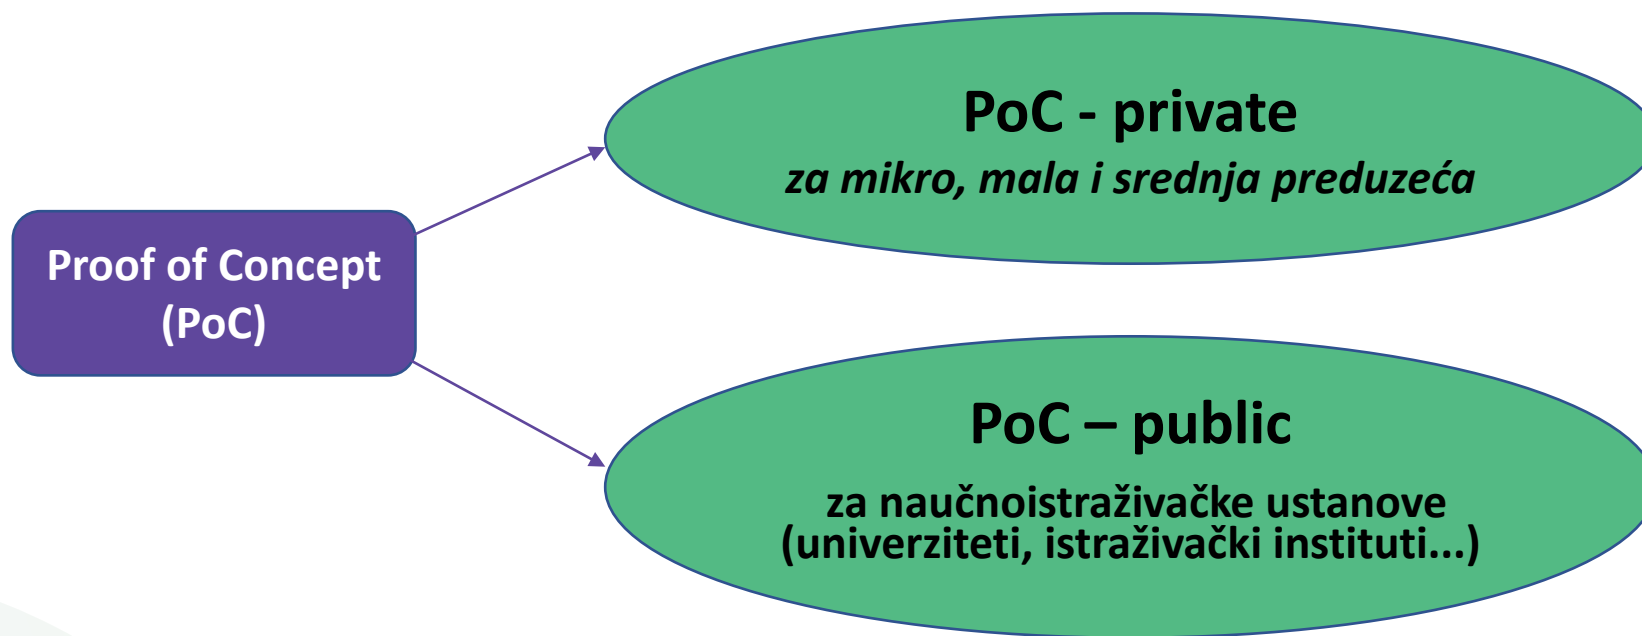 PoC - private
za mikro, mala i srednja preduzeća
Proof of Concept
(PoC)
PoC – public
za naučnoistraživačke ustanove
(univerziteti, istraživački instituti...)